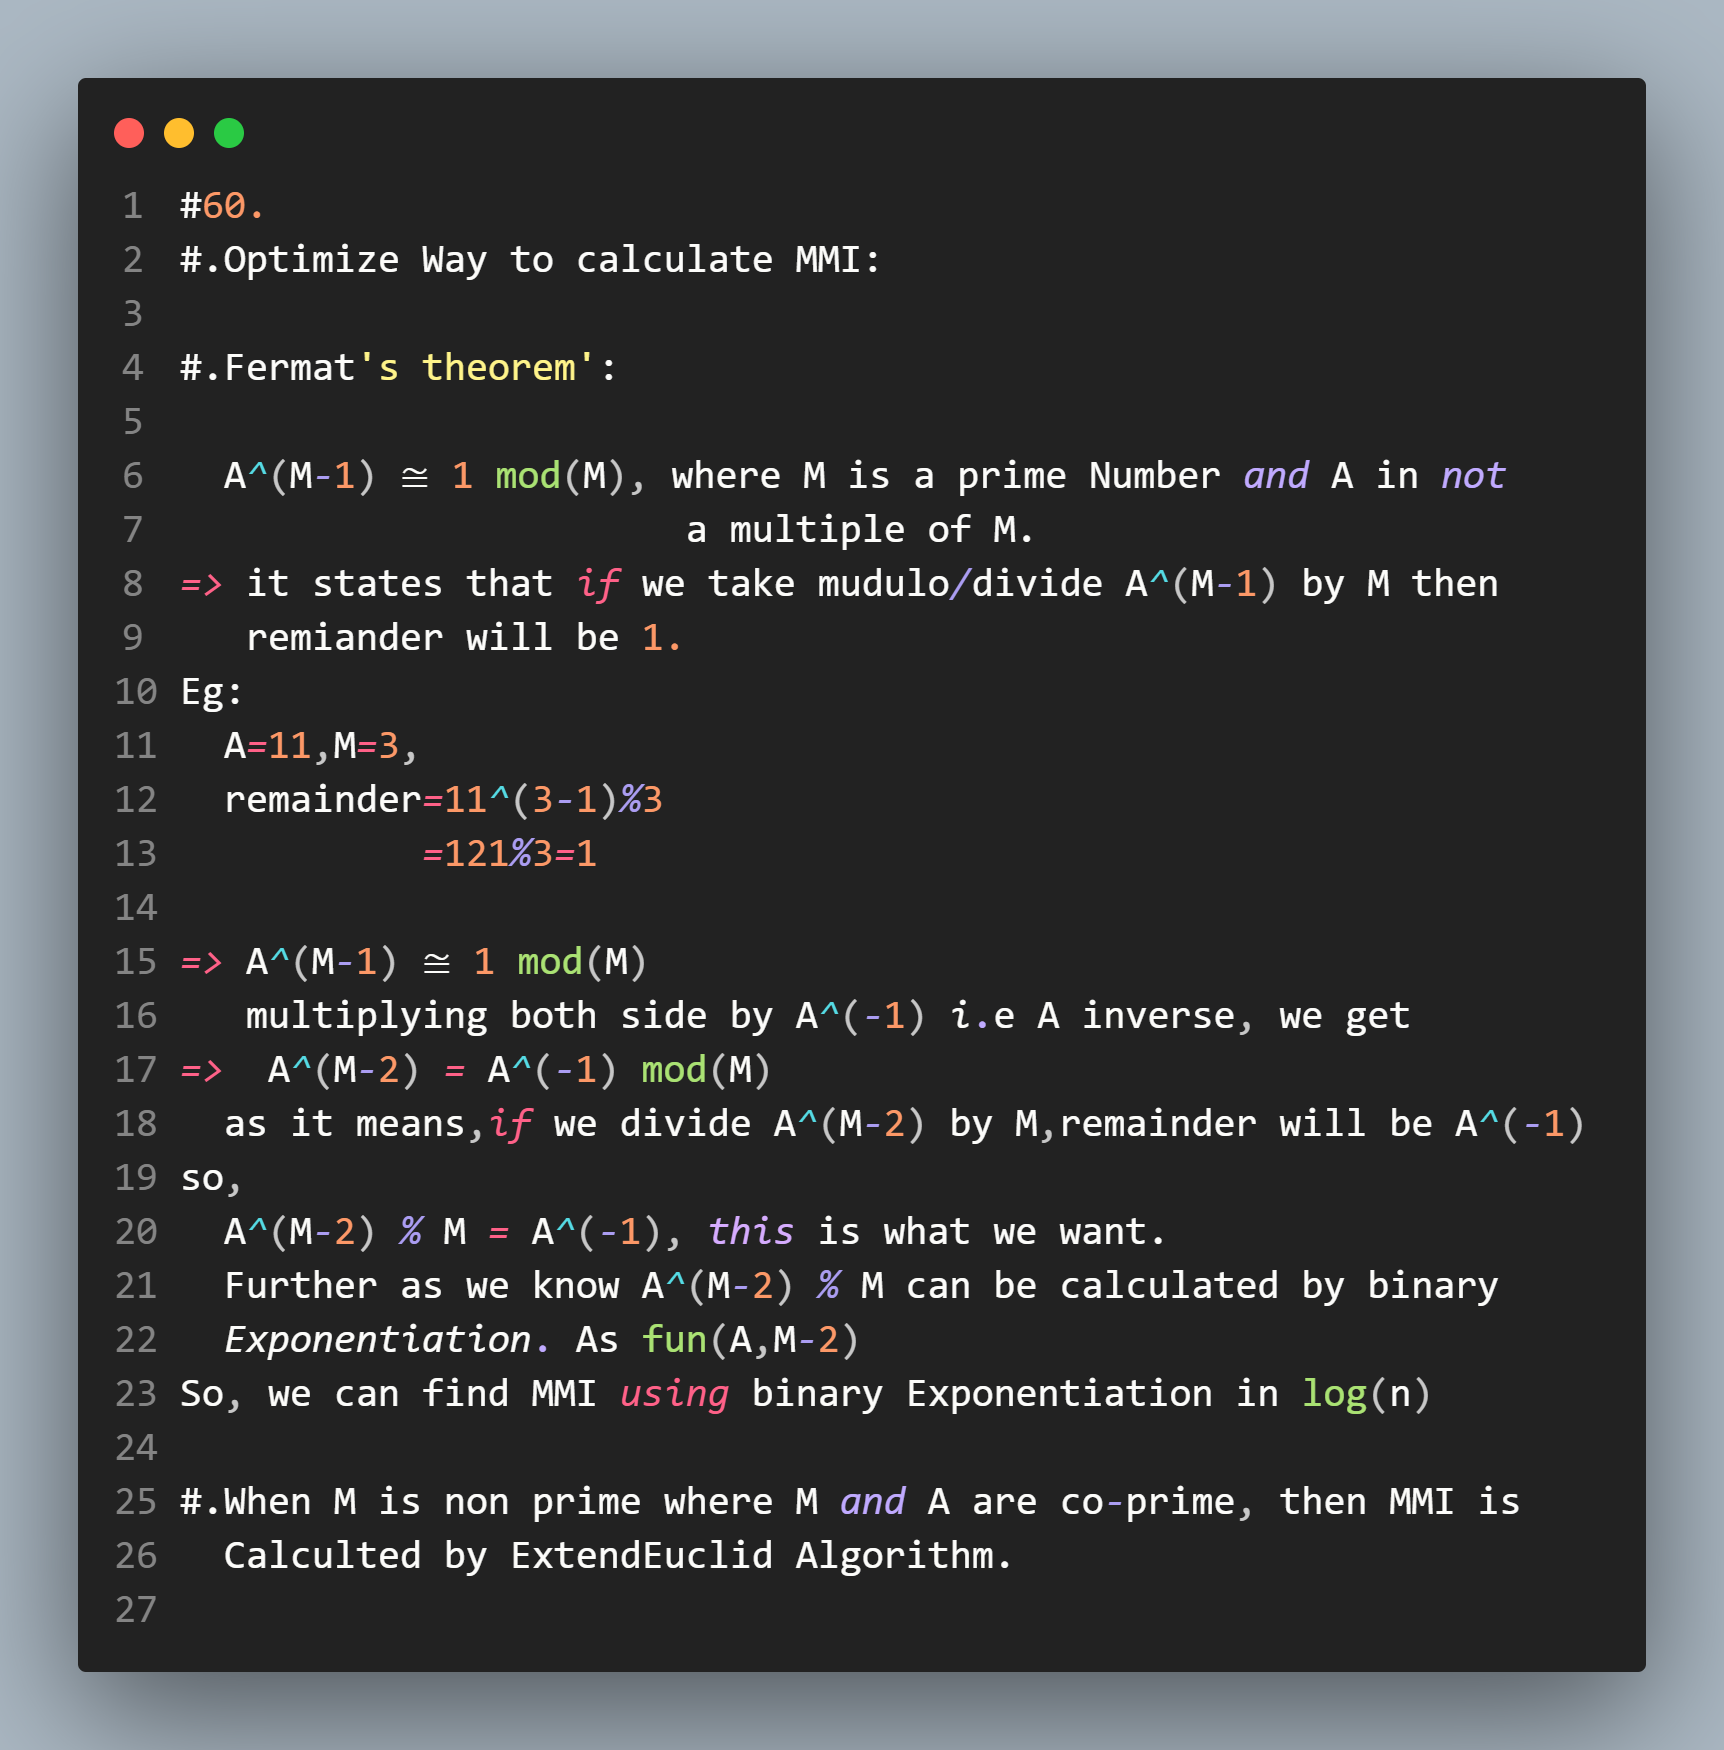 1 #60.
2 #.Optimize Way to calculate MMI:
3
4 #.Fermat's theorem':
5
6 A^(M-1) ≅ 1 mod(M), where M is a prime Number and A in not
7 a multiple of M.
8 => it states that if we take mudulo/divide A^(M-1) by M then
9 remiander will be 1.
10 Eg:
11 A=11,M=3,
12 remainder=11^(3-1)%3
13 =121%3=1
14
15 => A^(M-1) ≅ 1 mod(M)
16 multiplying both side by A^(-1) i.e A inverse, we get
17 => A^(M-2) = A^(-1) mod(M)
18 as it means,if we divide A^(M-2) by M,remainder will be A^(-1)
19 so,
20 A^(M-2) % M = A^(-1), this is what we want.
21 Further as we know A^(M-2) % M can be calculated by binary
22 Exponentiation. As fun(A,M-2)
23 So, we can find MMI using binary Exponentiation in log(n)
24
25 #.When M is non prime where M and A are co-prime, then MMI is
26 Calculted by ExtendEuclid Algorithm.
27